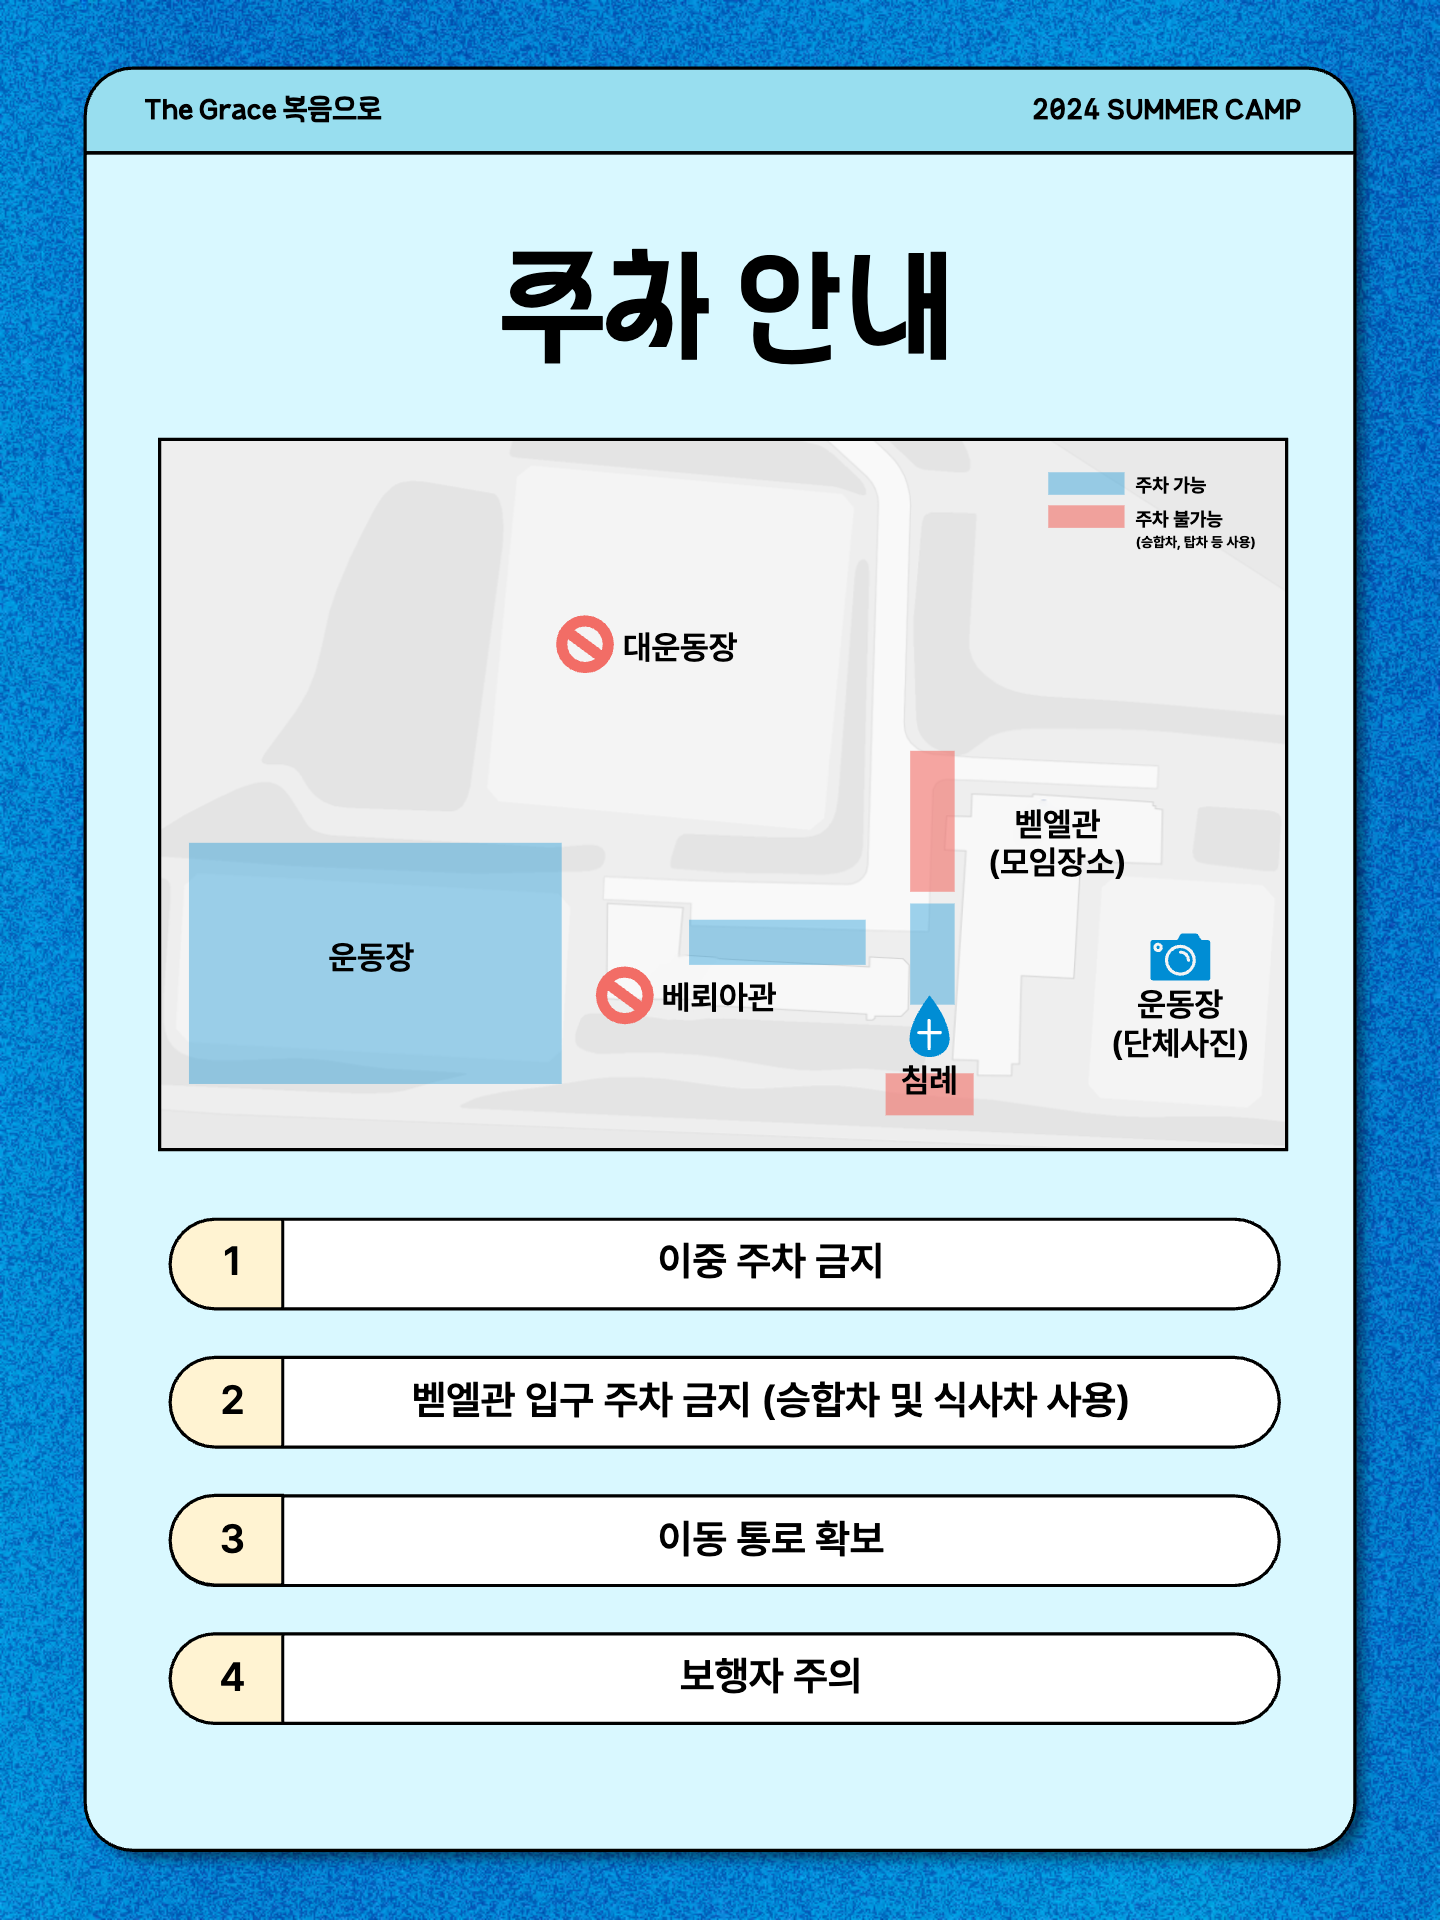 The Grace 복음으로
2024 SUMMER CAMP
주차 안내
주차 가능
주차 불가능
(승합차, 탑차 등 사용)
대운동장
벧엘관
(모임장소)
운동장
베뢰아관
운동장
(단체사진)
침례
1
이중 주차 금지
2
벧엘관 입구 주차 금지 (승합차 및 식사차 사용)
3
이동 통로 확보
4
보행자 주의